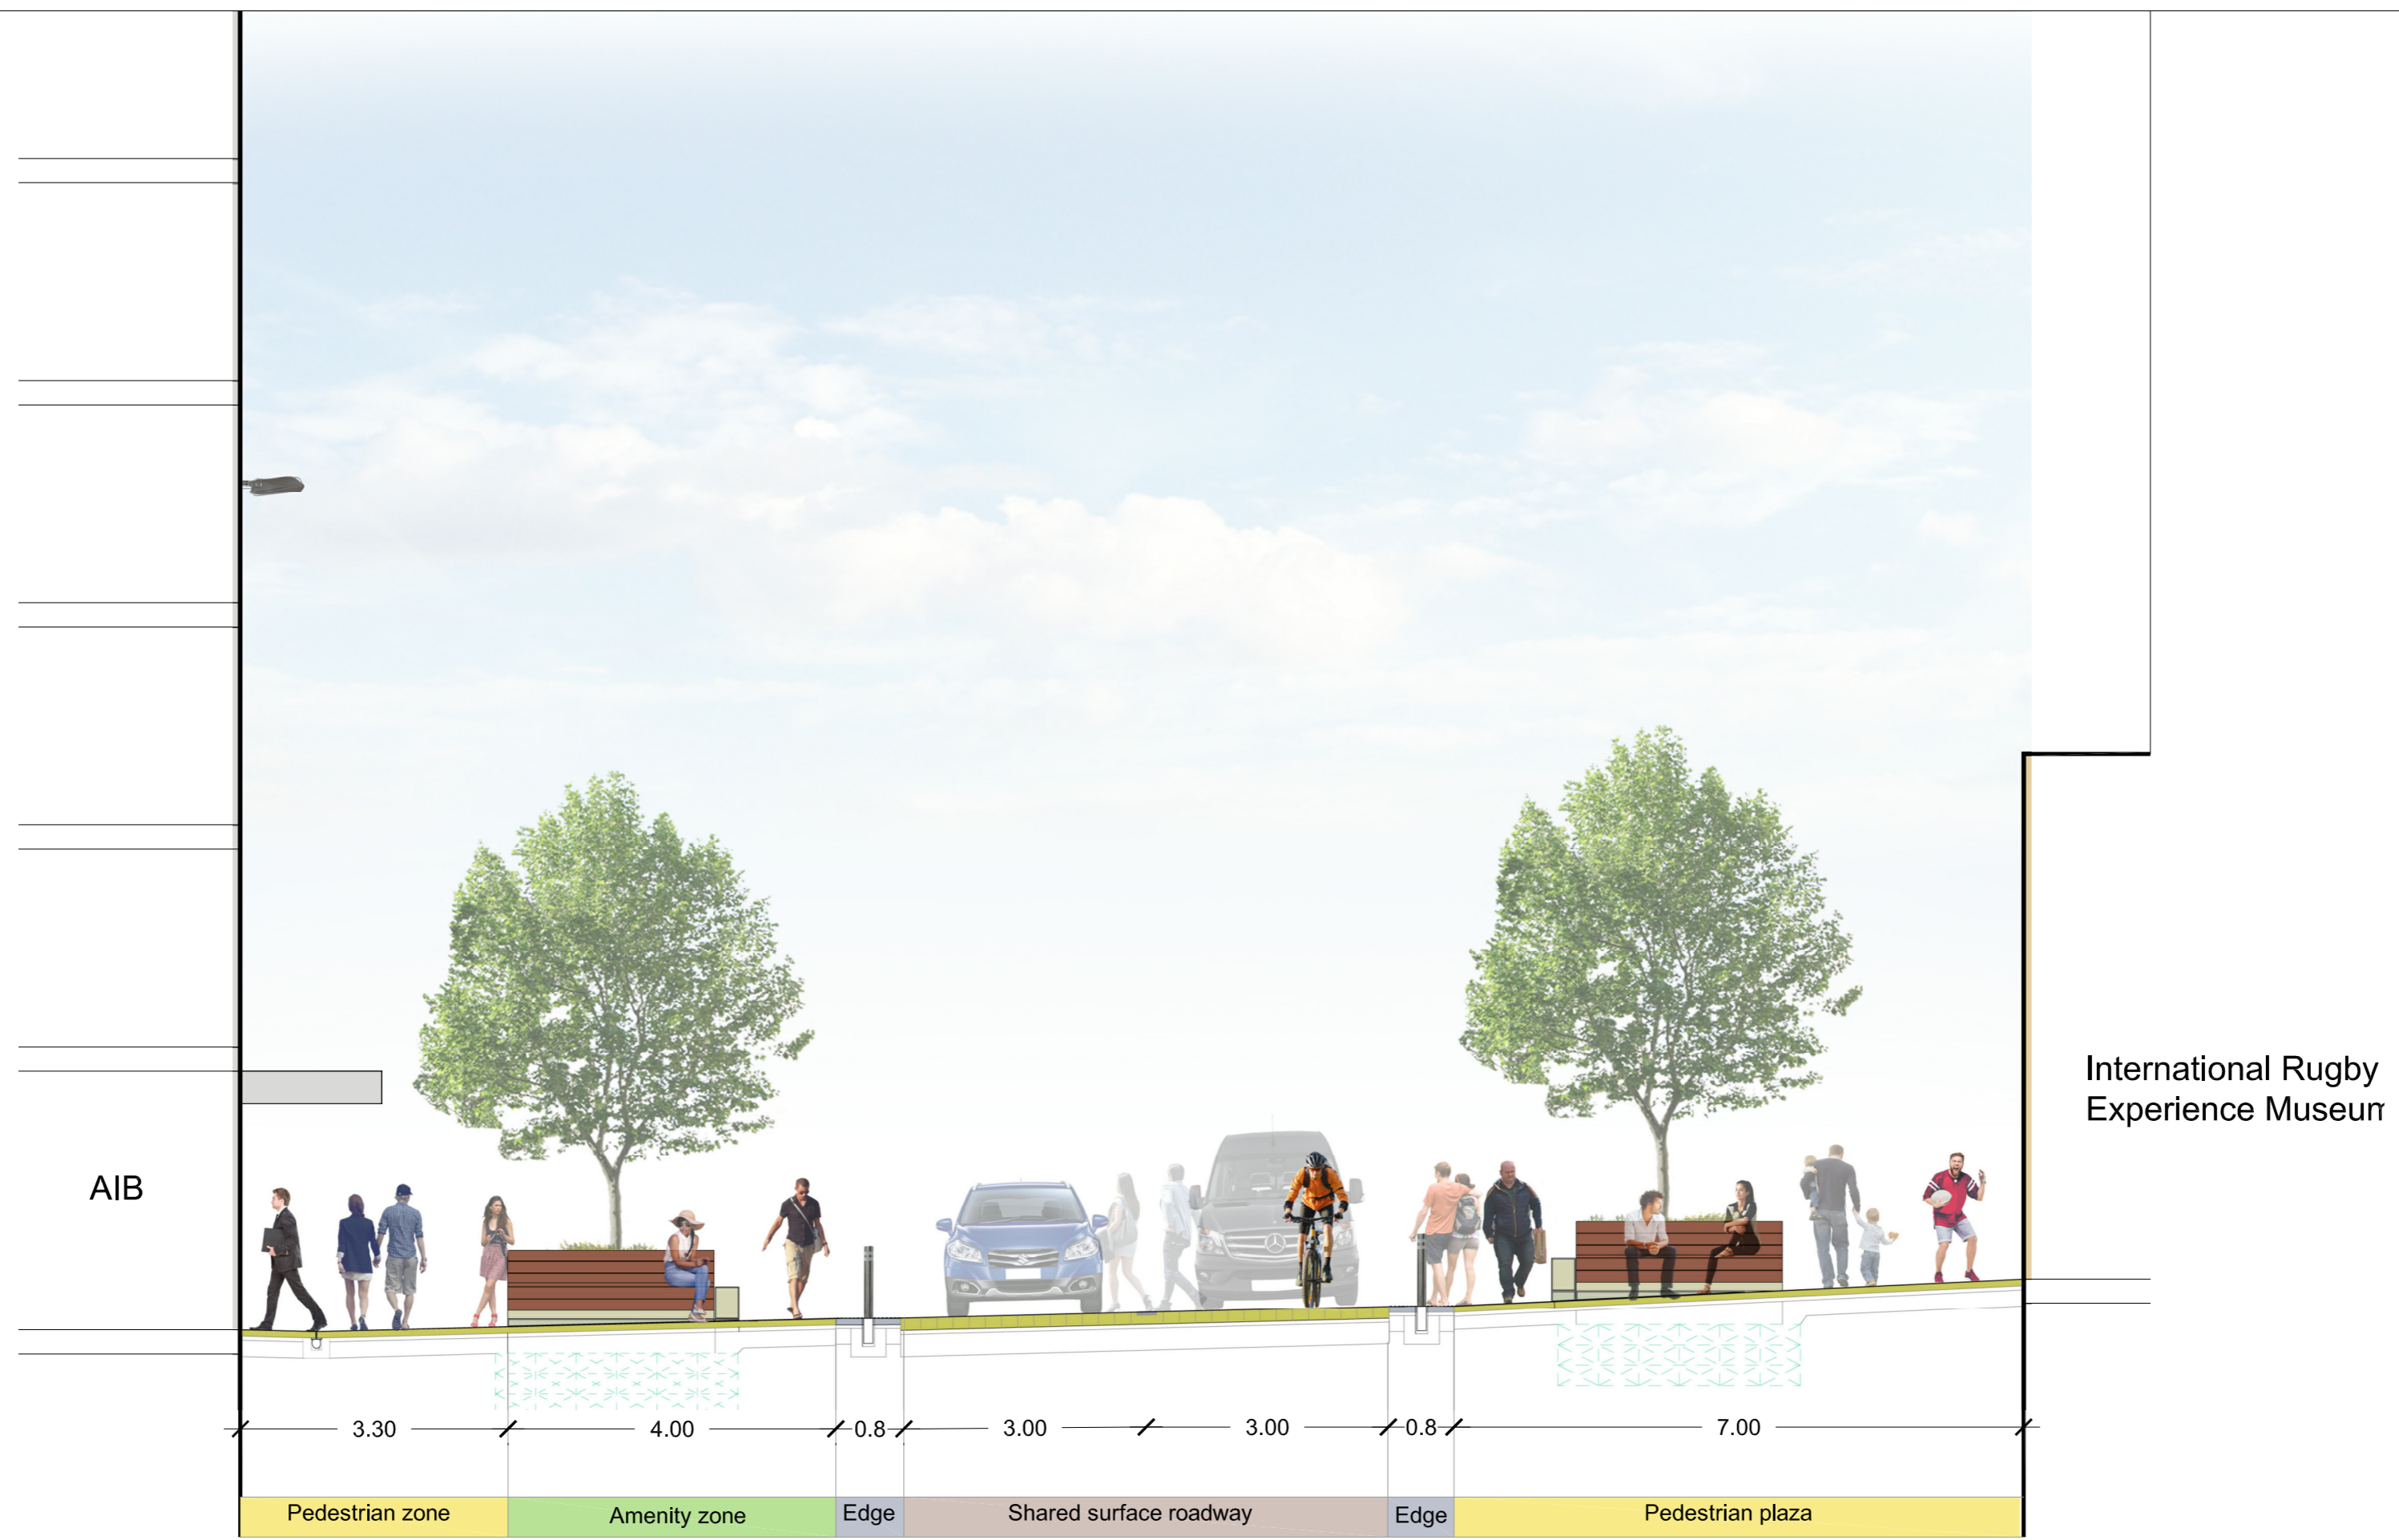 AIB
International Rugby
Experience Museum
3.30
4.00
0.8
3.00
3.00
0.8
7.00
Pedestrian zone
Amenity zone
Edge
Shared surface roadway
Edge
Pedestrian plaza